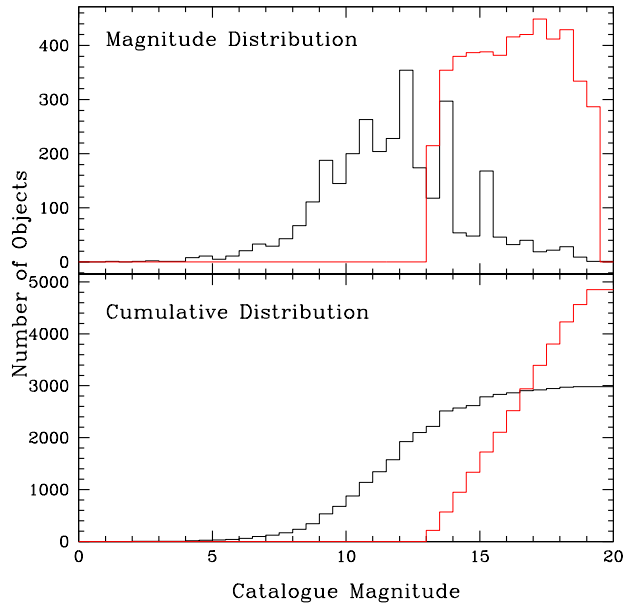 Magnitude Distribution
400
300
200
100
0
Number of Objects
Cumulative Distribution
5000
4000
3000
2000
1000
0
0 5 10 15 20
Catalogue Magnitude